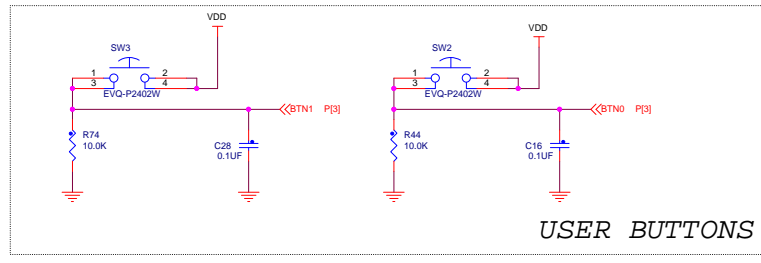 VDD
SW3
1
2
3
4
EVQ-P2402W
BTN1 P[3]
R74
10.0K
C28
0.1UF
VDD
SW2
1
2
3
4
EVQ-P2402W
BTN0 P[3]
R44
10.0K
C16
0.1UF
USER BUTTONS